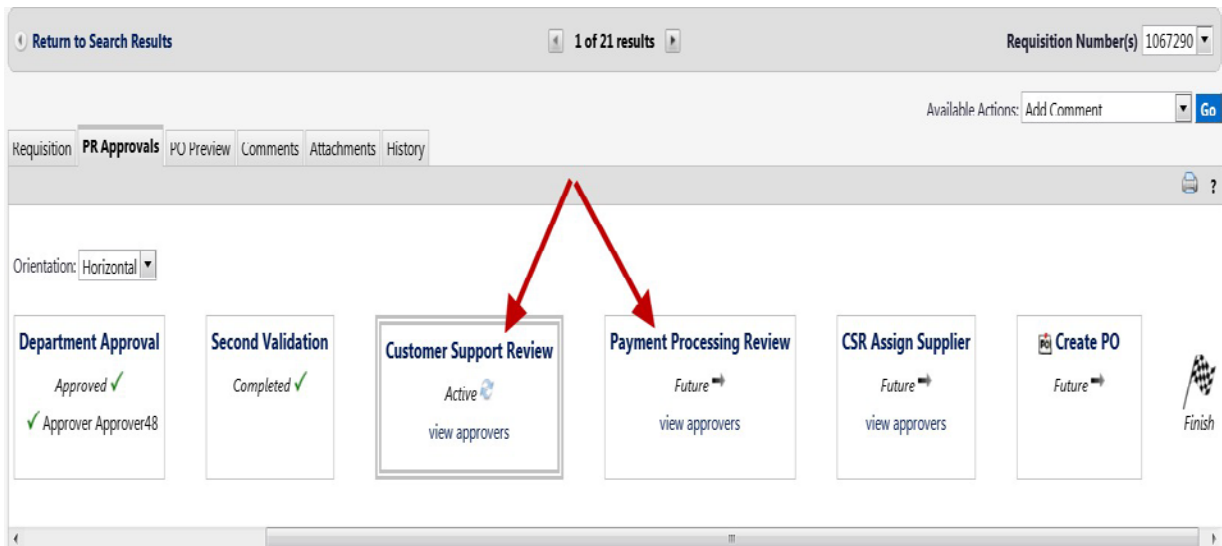 Return to Search Results
1 of 21 results
Requisition Number(s) 1067290
Available Actions: Add Comment Go
Requisition PR Approvals PO Preview Comments Attachments History
?
Orientation: Horizontal
Department Approval
Approved
Approver Approver48
Second Validation
Completed
Customer Support Review
Active
view approvers
Payment Processing Review
Future
view approvers
CSR Assign Supplier
Future
view approvers
PO Create PO
Future
Finish